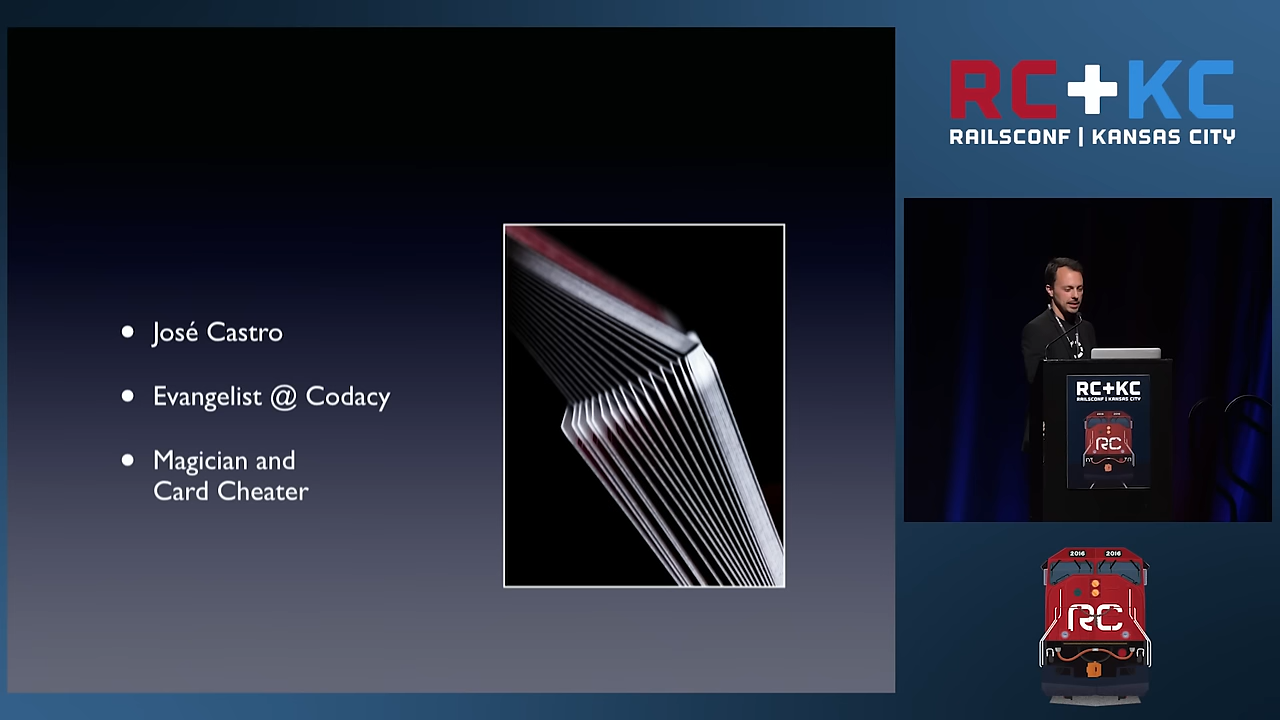 José Castro
Evangelist @ Codacy
Magician and
Card Cheater
RC+KC
RAILSCONF | KANSAS CITY
RC+KC
RAILSCONF | KANSAS CITY
RC
2016 2016
RC